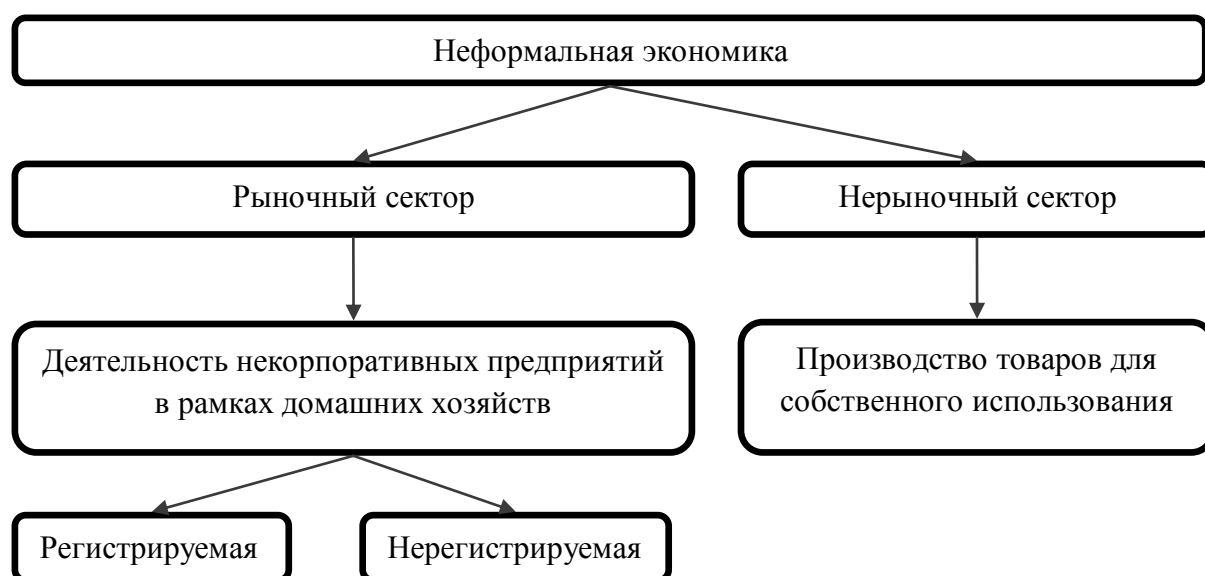 Неформальная экономика
Рыночный сектор
Нерыночный сектор
Деятельность некорпоративных предприятий
в рамках домашних хозяйств
Производство товаров для
собственного использования
Регистрируемая
Нерегистрируемая